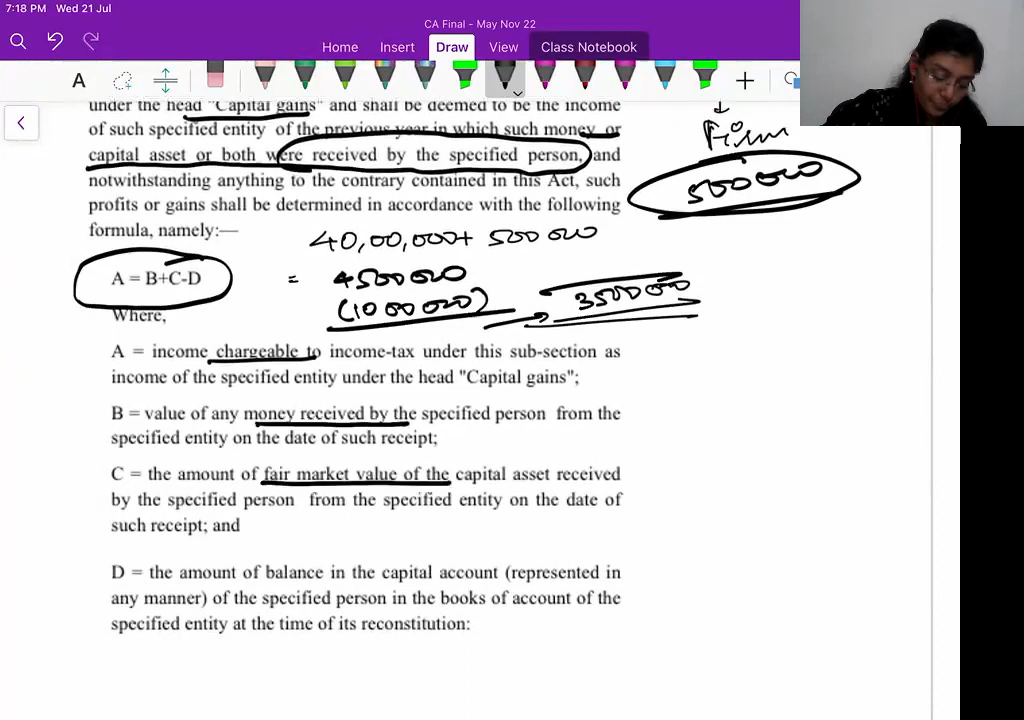 7:18 PM Wed 21 Jul
CA Final - May Nov 22
Home Insert Draw View Class Notebook
A
under the head "Capital gains" and shall be deemed to be the income
of such specified entity of the previous year in which such money or
capital asset or both were received by the specified person, and
notwithstanding anything to the contrary contained in this Act, such
profits or gains shall be determined in accordance with the following
formula, namely:—
Firm
500000
40,00,000+ 500000
A = B+C-D
= 4500000
(1000000)
3500000
Where,
A = income chargeable to income-tax under this sub-section as
income of the specified entity under the head "Capital gains";
B = value of any money received by the specified person from the
specified entity on the date of such receipt;
C = the amount of fair market value of the capital asset received
by the specified person from the specified entity on the date of
such receipt; and
D = the amount of balance in the capital account (represented in
any manner) of the specified person in the books of account of the
specified entity at the time of its reconstitution: